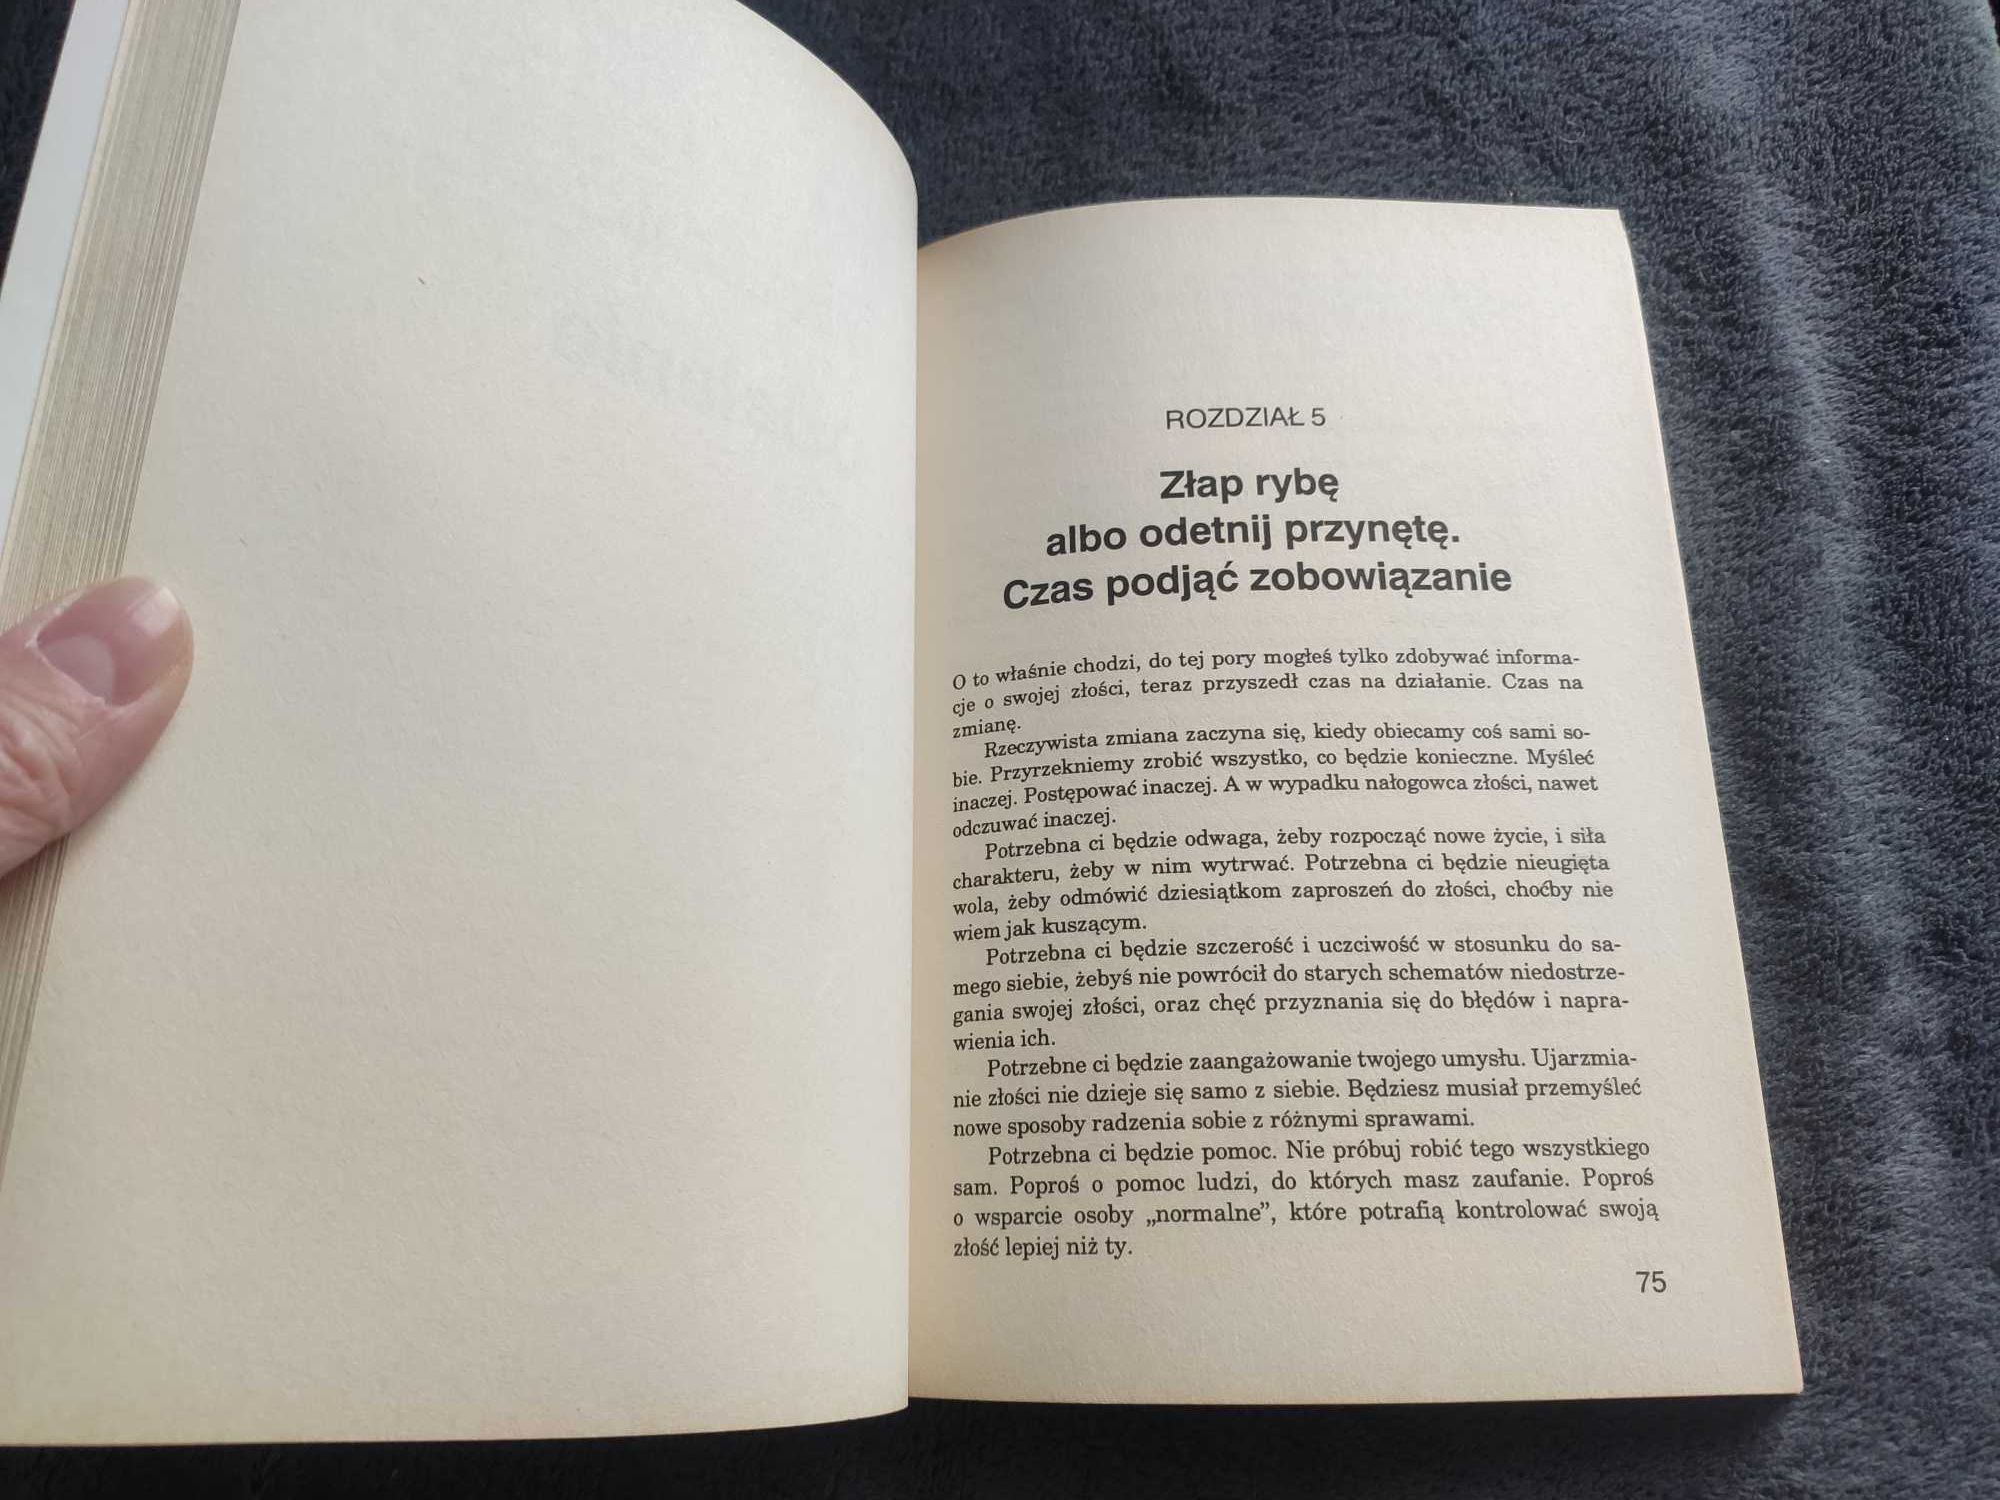 ROZDZIAŁ 5
Złap rybę
albo odetnij przynętę.
Czas podjąć zobowiązanie
O to właśnie chodzi, do tej pory mogłeś tylko zdobywać informa-
cje o swojej złości, teraz przyszedł czas na działanie. Czas na
zmianę.
Rzeczywista zmiana zaczyna się, kiedy obiecamy coś sami so-
bie. Przyrzekniemy zrobić wszystko, co będzie konieczne. Myśleć
inaczej. Postępować inaczej. A w wypadku nałogowca złości, nawet
odczuwać inaczej.
Potrzebna ci będzie odwaga, żeby rozpocząć nowe życie, i siła
charakteru, żeby w nim wytrwać. Potrzebna ci będzie nieugięta
wola, żeby odmówić dziesiątkom zaproszeń do złości, choćby nie
wiem jak kuszącym.
Potrzebna ci będzie szczerość i uczciwość w stosunku do sa-
mego siebie, żebyś nie powrócił do starych schematów niedostrze-
gania swojej złości, oraz chęć przyznania się do błędów i napra-
wienia ich.
Potrzebne ci będzie zaangażowanie twojego umysłu. Ujarzmia-
nie złości nie dzieje się samo z siebie. Będziesz musiał przemyśleć
nowe sposoby radzenia sobie z różnymi sprawami.
Potrzebna ci będzie pomoc. Nie próbuj robić tego wszystkiego
sam. Poproś o pomoc ludzi, do których masz zaufanie. Poproś
o wsparcie osoby „normalne”, które potrafią kontrolować swoją
złość lepiej niż ty.
75